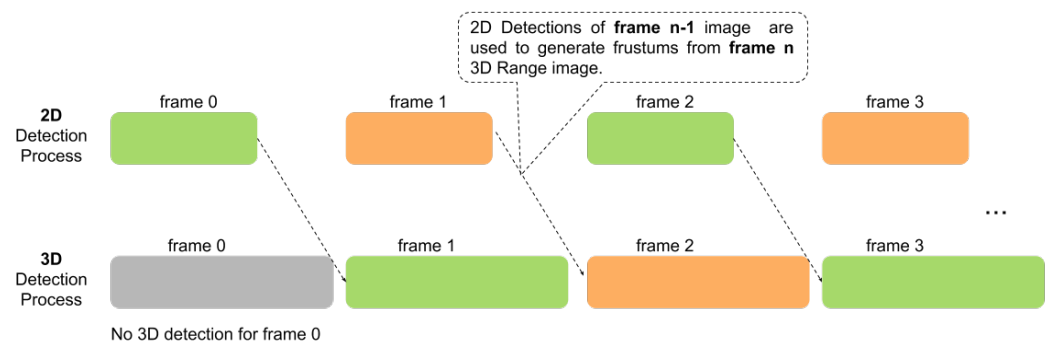 2D Detections of frame n-1 image are
used to generate frustums from frame n
3D Range image.
frame 0
frame 1
frame 2
frame 3
2D
Detection
Process
...
frame 0
frame 1
frame 2
frame 3
3D
Detection
Process
No 3D detection for frame 0